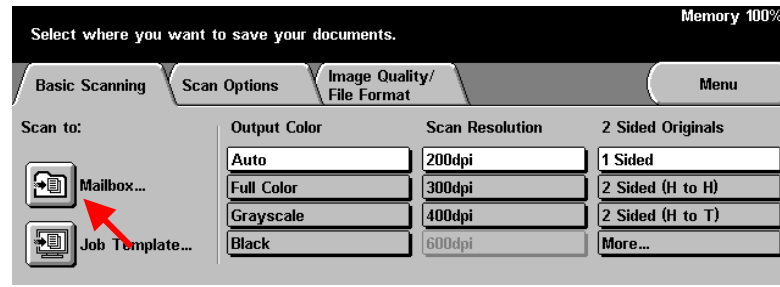 Memory 100%
Select where you want to save your documents.
Basic Scanning
Scan Options
Image Quality/
File Format
Menu
Scan to:
Output Color
Scan Resolution
2 Sided Originals
Mailbox...
Job Template...
Auto
Full Color
Grayscale
Black
200dpi
300dpi
400dpi
600dpi
1 Sided
2 Sided (H to H)
2 Sided (H to T)
More...